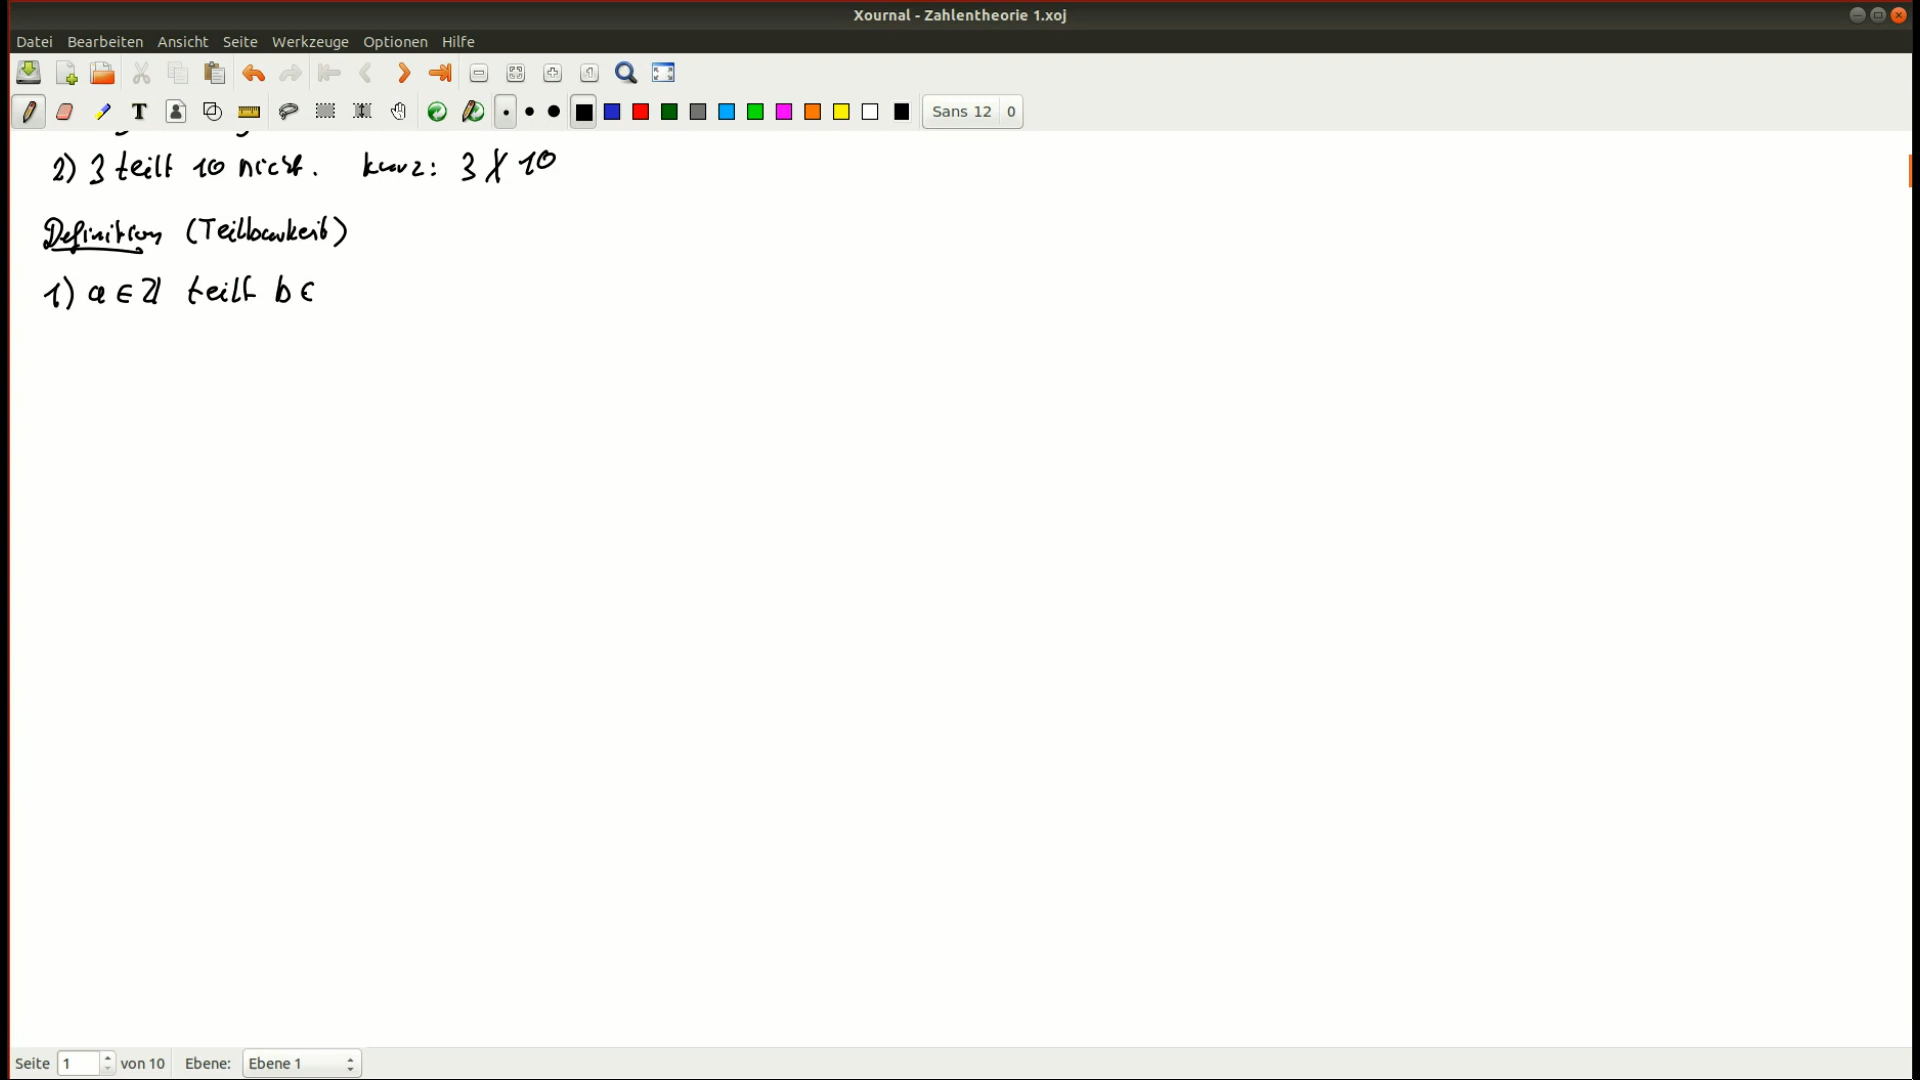 Xournal - Zahlentheorie 1.xoj
Datei Bearbeiten Ansicht Seite Werkzeuge Optionen Hilfe
Sans 12 0
2) 3 teilt 10 nicht. kurz: 3 ∤ 10
Definition (Teilbarkeit)
1) a ∈ ℤ teilt b ∈
Seite 1 von 10 Ebene: Ebene 1